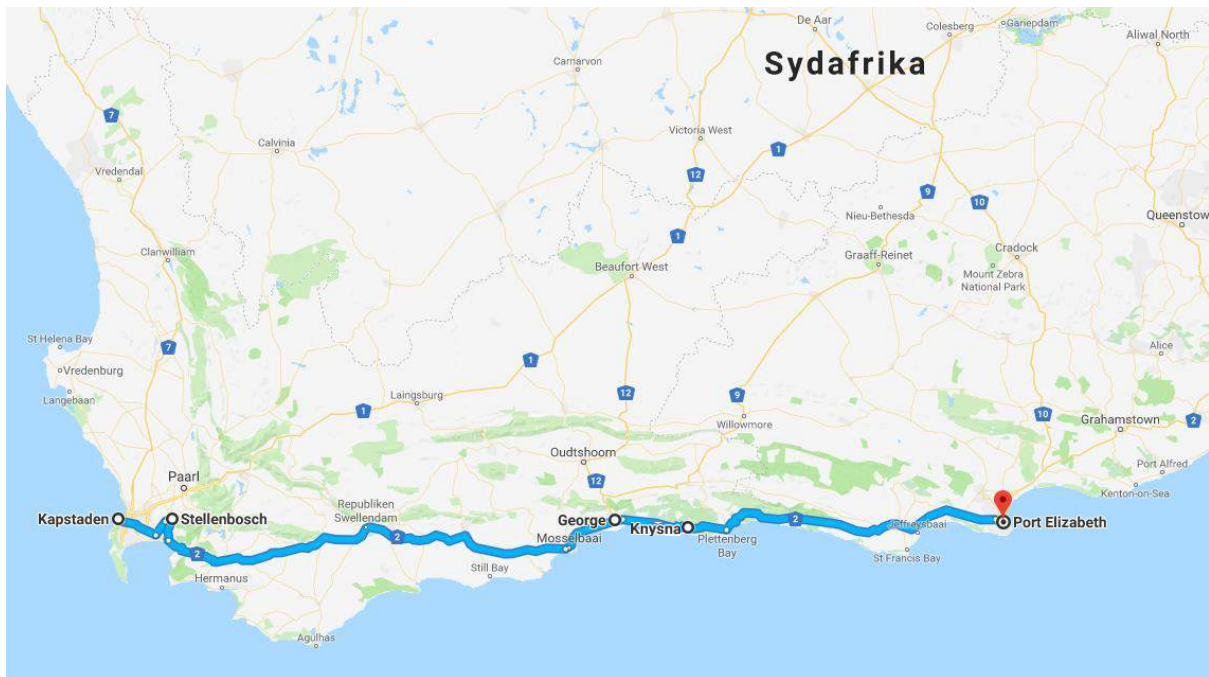 De Aar
Colesberg
Gariepdam
Aliwal North
Sydafrika
Carnarvon
7
Victoria West
Calvinia
1
12
Vredendal
9
10
Nieu-Bethesda
Queenstow
1
Clanwilliam
Graaff-Reinet
Cradock
Beaufort West
Mount Zebra
National Park
St Helena Bay
7
Alice
1
Vredenburg
Langebaan
Laingsburg
12
9
1
Willowmore
10
Grahamstown
2
Oudtshoorn
Paarl
12
Port Alfred
Kenton-on-Sea
Republiken
Swellendam
Kapstaden
Stellenbosch
George
Knysna
2
Jeffreysbaai
Port Elizabeth
2
2
Mosselbaai
Plettenberg
Bay
St Francis Bay
Hermanus
Still Bay
Agulhas